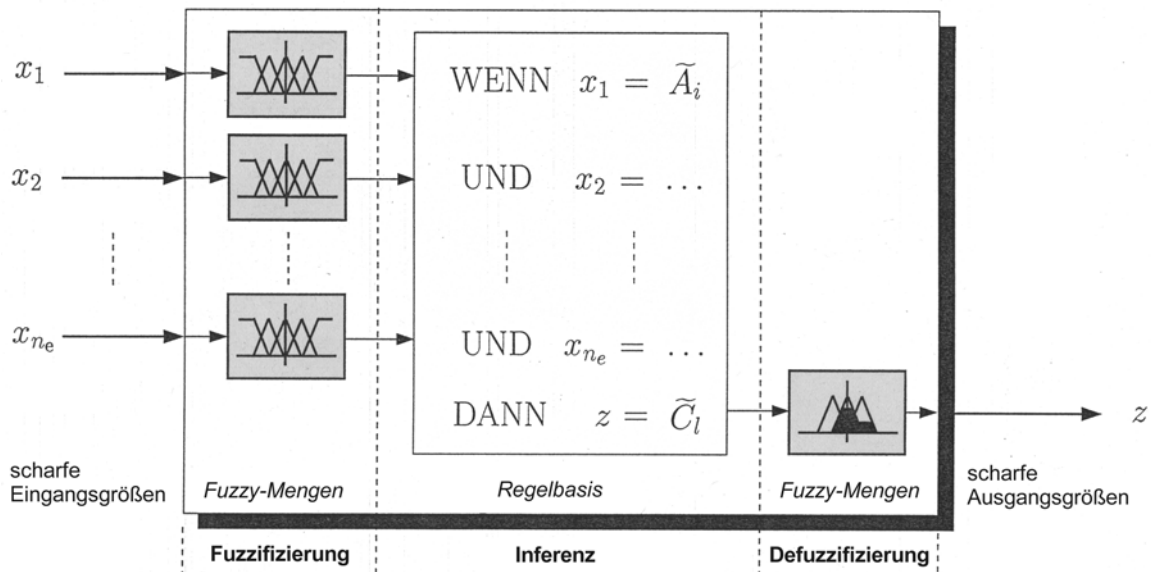 x₁
WENN x₁ = Ãᵢ
x₂
UND x₂ = …
xₙₑ
UND xₙₑ = …
DANN z = C̃ₗ
z
scharfe
Eingangsgrößen
Fuzzy-Mengen
Regelbasis
Fuzzy-Mengen
scharfe
Ausgangsgrößen
Fuzzifizierung
Inferenz
Defuzzifizierung